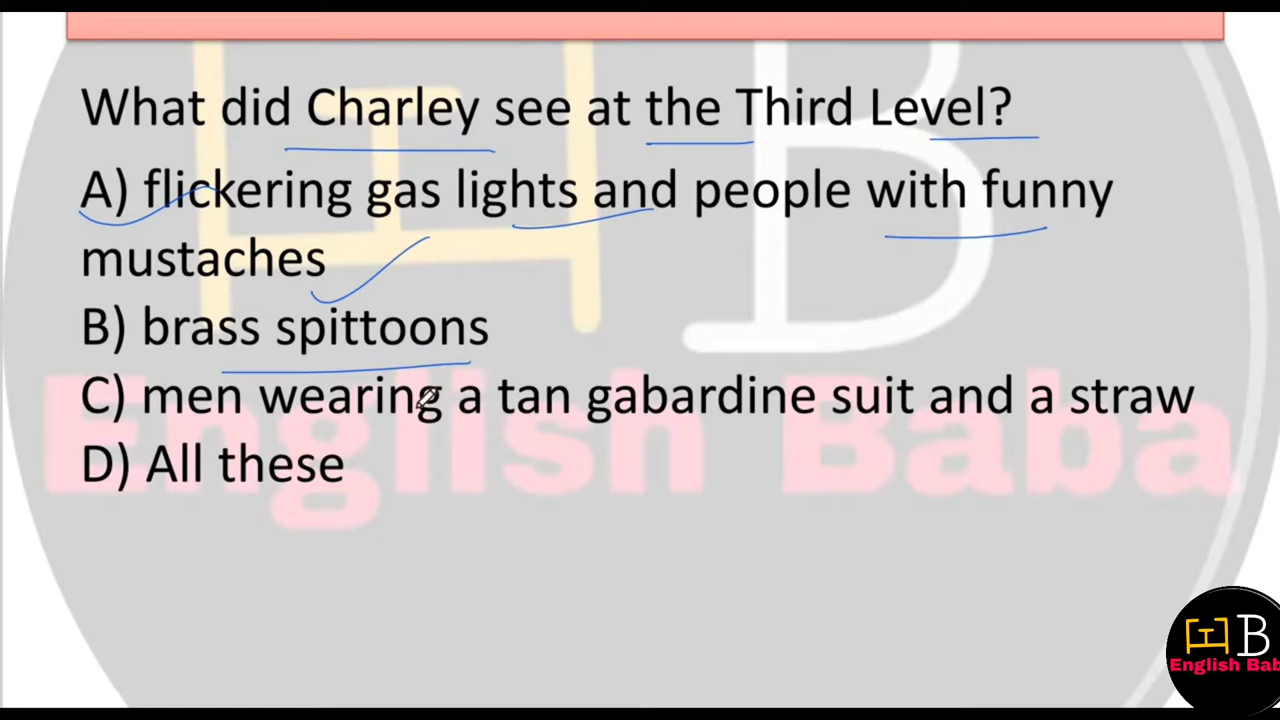 What did Charley see at the Third Level?
A) flickering gas lights and people with funny
mustaches
B) brass spittoons
C) men wearing a tan gabardine suit and a straw
D) All these
English Baba
B
B
English Bab